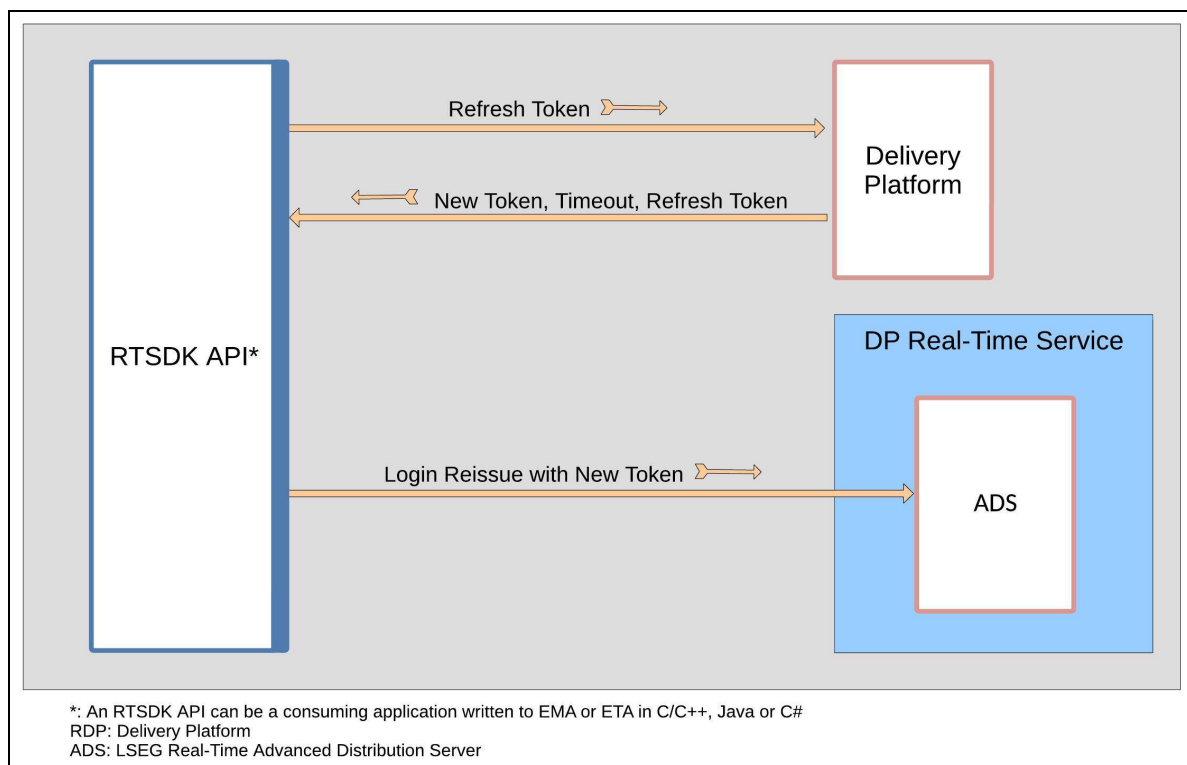 Refresh Token
Delivery
Platform
New Token, Timeout, Refresh Token
RTSDK API*
DP Real-Time Service
Login Reissue with New Token
ADS
*: An RTSDK API can be a consuming application written to EMA or ETA in C/C++, Java or C#
RDP: Delivery Platform
ADS: LSEG Real-Time Advanced Distribution Server